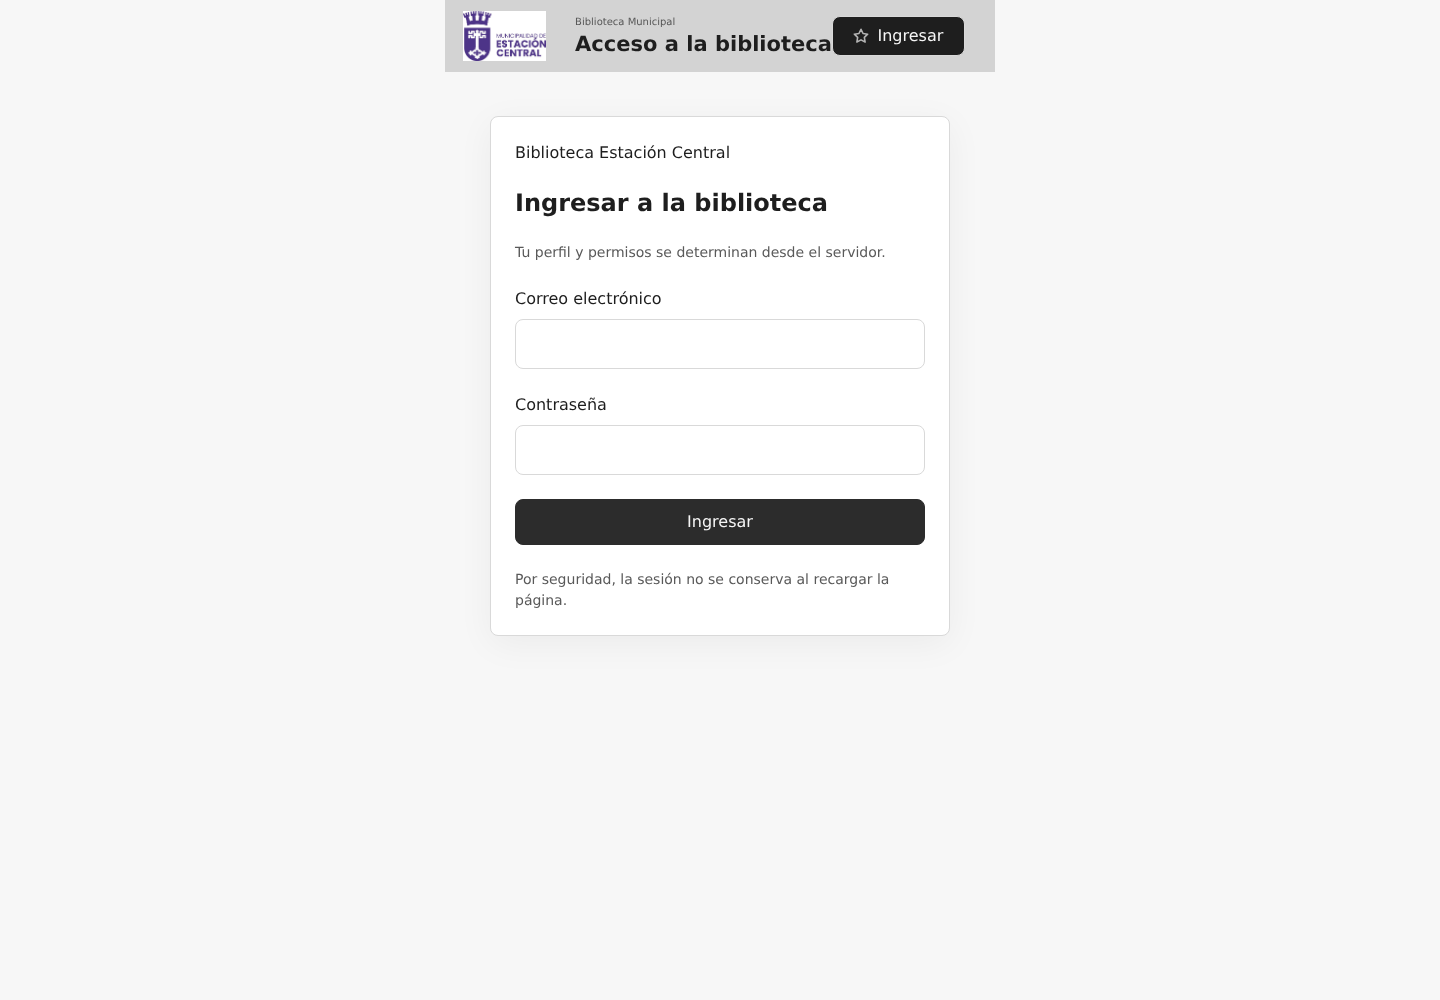 MUNICIPALIDAD DE
ESTACIÓN
CENTRAL
Biblioteca Municipal
Acceso a la biblioteca
Ingresar
Biblioteca Estación Central
Ingresar a la biblioteca
Tu perfil y permisos se determinan desde el servidor.
Correo electrónico
Contraseña
Ingresar
Por seguridad, la sesión no se conserva al recargar la
página.